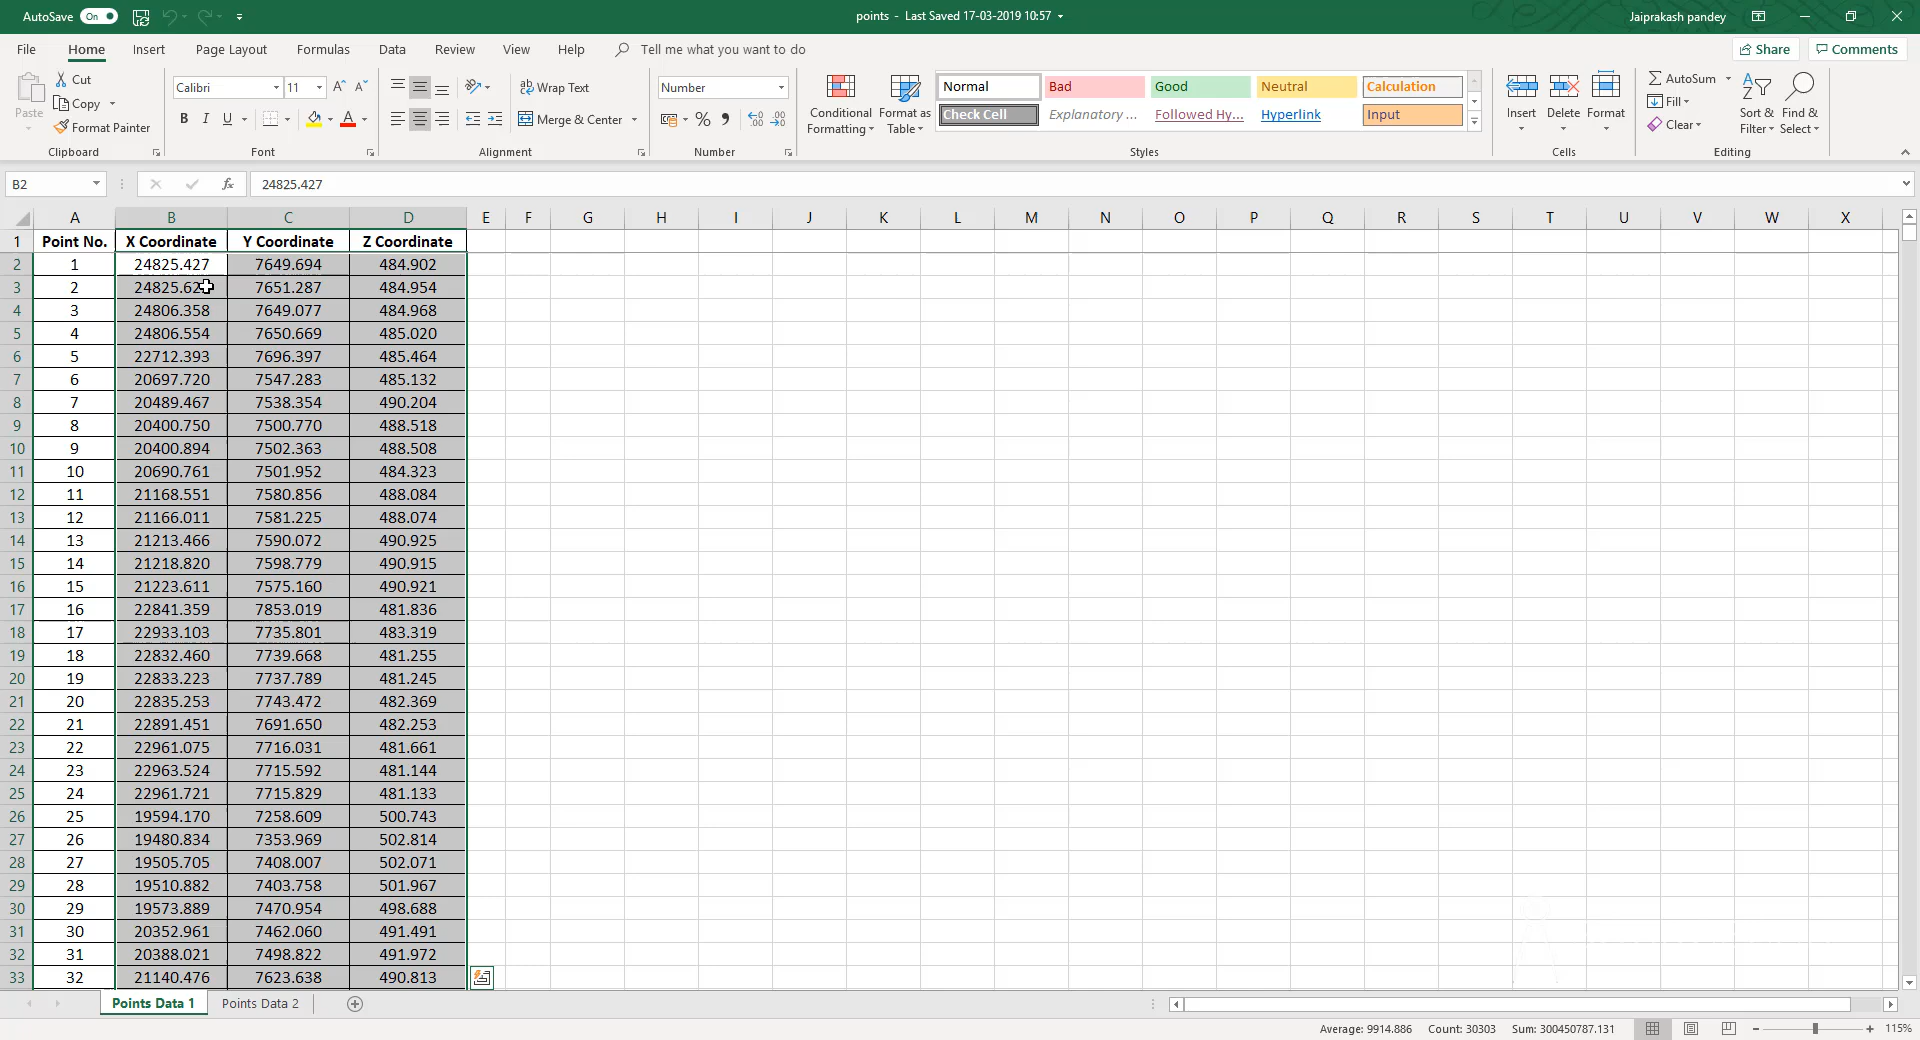 AutoSave On points - Last Saved 17-03-2019 10:57 Jaiprakash pandey
File Home Insert Page Layout Formulas Data Review View Help Tell me what you want to do Share Comments
Paste
Cut
Copy
Format Painter
Clipboard
Calibri 11
B I U A
Font
Wrap Text
Merge & Center
Alignment
Number
% ,
Number
Conditional Formatting
Format as Table
Normal Bad Good Neutral Calculation
Check Cell Explanatory ... Followed Hy... Hyperlink Input
Styles
Insert Delete Format
Cells
AutoSum
Fill
Clear
Sort & Filter
Find & Select
Editing
B2 fx 24825.427
A B C D E F G H I J K L M N O P Q R S T U V W X
1 Point No. X Coordinate Y Coordinate Z Coordinate
2 1 24825.427 7649.694 484.902
3 2 24825.62 7651.287 484.954
4 3 24806.358 7649.077 484.968
5 4 24806.554 7650.669 485.020
6 5 22712.393 7696.397 485.464
7 6 20697.720 7547.283 485.132
8 7 20489.467 7538.354 490.204
9 8 20400.750 7500.770 488.518
10 9 20400.894 7502.363 488.508
11 10 20690.761 7501.952 484.323
12 11 21168.551 7580.856 488.084
13 12 21166.011 7581.225 488.074
14 13 21213.466 7590.072 490.925
15 14 21218.820 7598.779 490.915
16 15 21223.611 7575.160 490.921
17 16 22841.359 7853.019 481.836
18 17 22933.103 7735.801 483.319
19 18 22832.460 7739.668 481.255
20 19 22833.223 7737.789 481.245
21 20 22835.253 7743.472 482.369
22 21 22891.451 7691.650 482.253
23 22 22961.075 7716.031 481.661
24 23 22963.524 7715.592 481.144
25 24 22961.721 7715.829 481.133
26 25 19594.170 7258.609 500.743
27 26 19480.834 7353.969 502.814
28 27 19505.705 7408.007 502.071
29 28 19510.882 7403.758 501.967
30 29 19573.889 7470.954 498.688
31 30 20352.961 7462.060 491.491
32 31 20388.021 7498.822 491.972
33 32 21140.476 7623.638 490.813
Points Data 1 Points Data 2
Average: 9914.886 Count: 30303 Sum: 300450787.131 115%